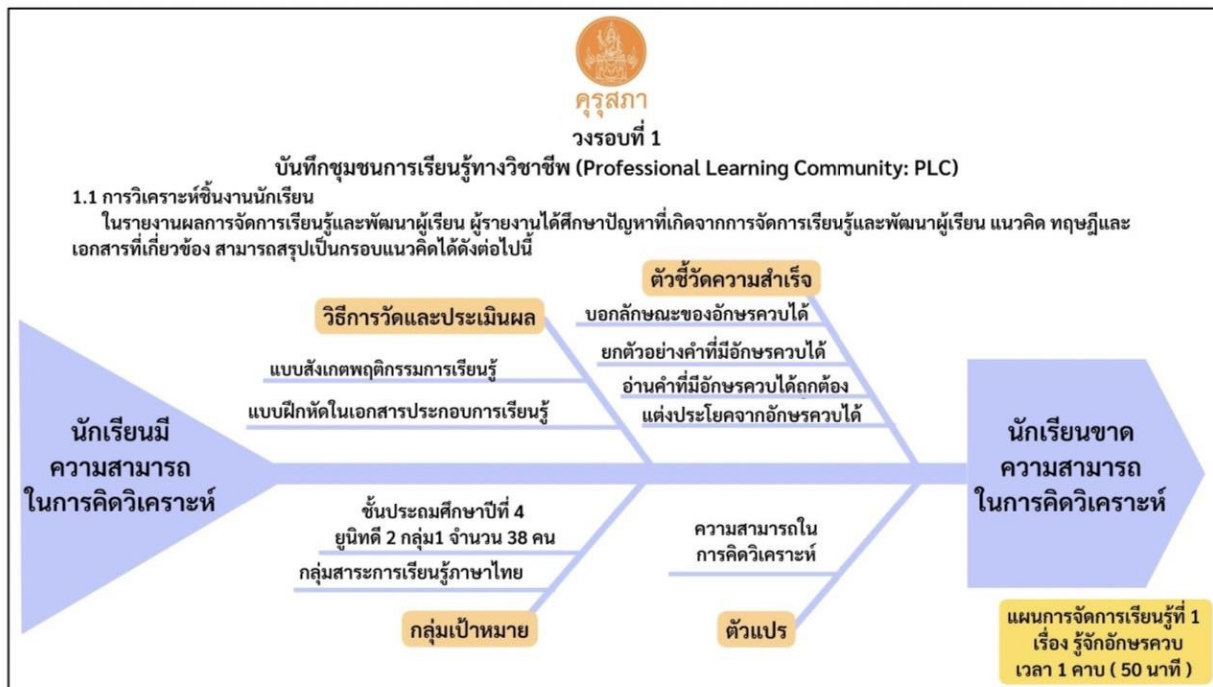 คุรุสภา
วงรอบที่ 1
บันทึกชุมชนการเรียนรู้ทางวิชาชีพ (Professional Learning Community: PLC)
1.1 การวิเคราะห์ชิ้นงานนักเรียน
ในรายงานผลการจัดการเรียนรู้และพัฒนาผู้เรียน ผู้รายงานได้ศึกษาปัญหาที่เกิดจากการจัดการเรียนรู้และพัฒนาผู้เรียน แนวคิด ทฤษฎีและ
เอกสารที่เกี่ยวข้อง สามารถสรุปเป็นกรอบแนวคิดได้ดังต่อไปนี้
วิธีการวัดและประเมินผล
แบบสังเกตพฤติกรรมการเรียนรู้
แบบฝึกหัดในเอกสารประกอบการเรียนรู้
ตัวชี้วัดความสำเร็จ
บอกลักษณะของอักษรควบได้
ยกตัวอย่างคำที่มีอักษรควบได้
อ่านคำที่มีอักษรควบได้ถูกต้อง
แต่งประโยคจากอักษรควบได้
นักเรียนมี
ความสามารถ
ในการคิดวิเคราะห์
นักเรียนขาด
ความสามารถ
ในการคิดวิเคราะห์
ชั้นประถมศึกษาปีที่ 4
ยูนิทดี 2 กลุ่ม1 จำนวน 38 คน
กลุ่มสาระการเรียนรู้ภาษาไทย
กลุ่มเป้าหมาย
ความสามารถใน
การคิดวิเคราะห์
ตัวแปร
แผนการจัดการเรียนรู้ที่ 1
เรื่อง รู้จักอักษรควบ
เวลา 1 คาบ ( 50 นาที )